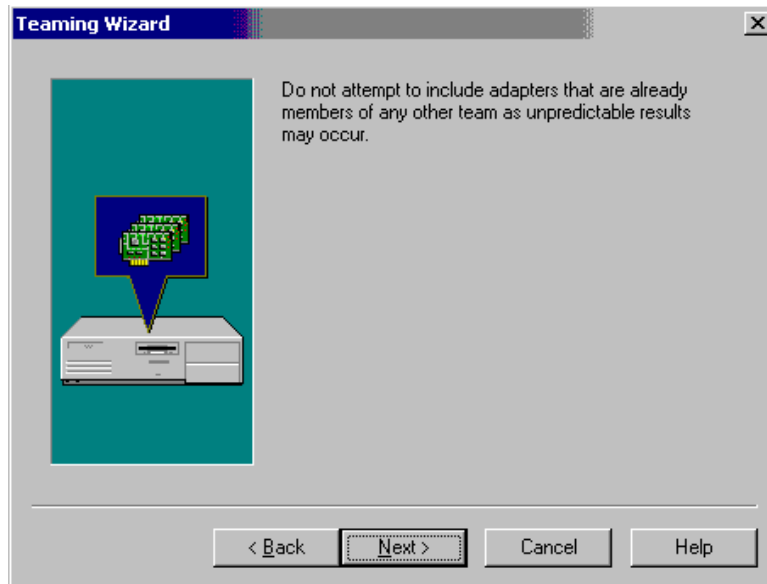 Teaming Wizard
Do not attempt to include adapters that are already
members of any other team as unpredictable results
may occur.
< Back
Next >
Cancel
Help